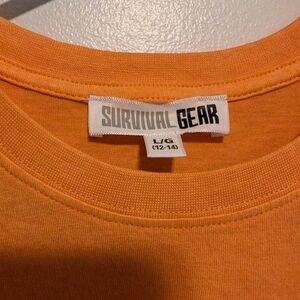 SURVIVAL GEAR
L/G
(12-14)